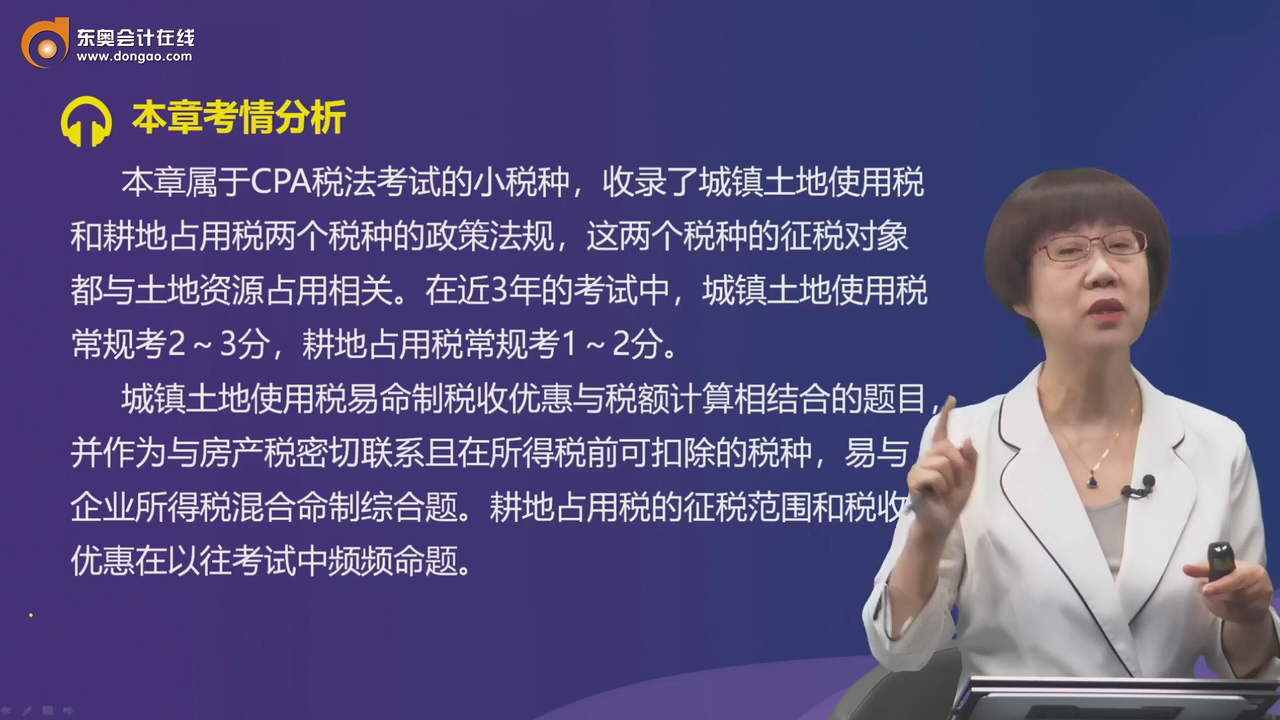 东奥会计在线
www.dongao.com
本章考情分析
本章属于CPA税法考试的小税种，收录了城镇土地使用税
和耕地占用税两个税种的政策法规，这两个税种的征税对象
都与土地资源占用相关。在近3年的考试中，城镇土地使用税
常规考2～3分，耕地占用税常规考1～2分。
城镇土地使用税易命制税收优惠与税额计算相结合的题目，
并作为与房产税密切联系且在所得税前可扣除的税种，易与
企业所得税混合命制综合题。耕地占用税的征税范围和税收
优惠在以往考试中频频命题。